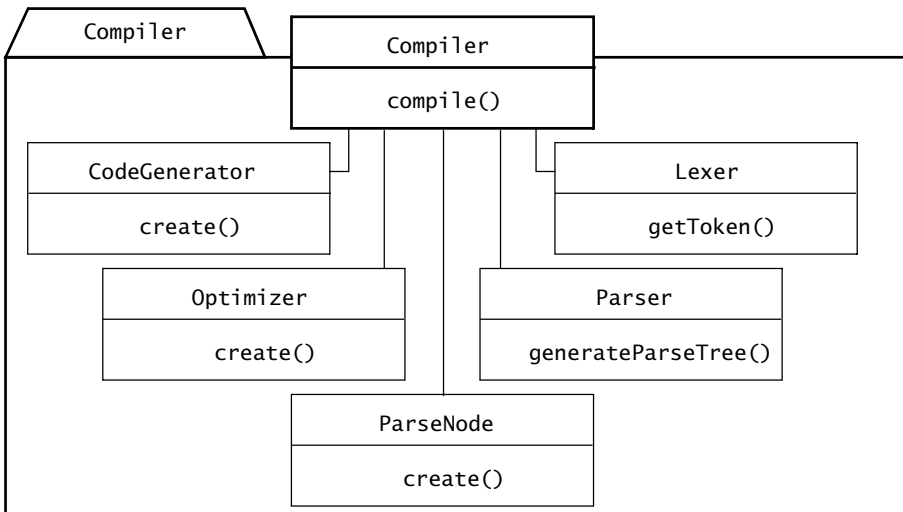 Compiler
Compiler
compile()
CodeGenerator
create()
Lexer
getToken()
Optimizer
create()
Parser
generateParseTree()
ParseNode
create()